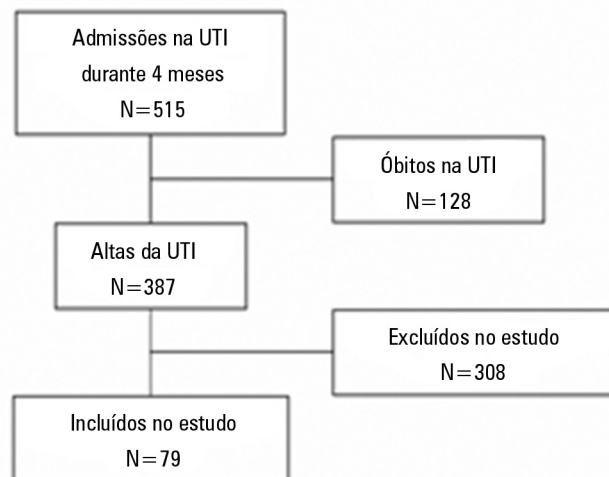 Admissões na UTI
durante 4 meses
N=515
Óbitos na UTI
N=128
Altas da UTI
N=387
Excluídos no estudo
N=308
Incluídos no estudo
N=79